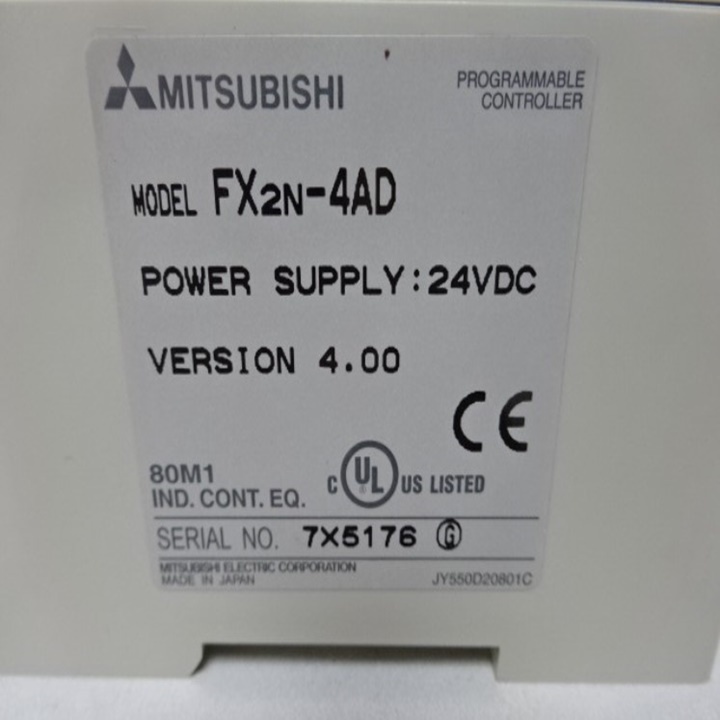 MITSUBISHI
PROGRAMMABLE
CONTROLLER
MODEL FX2N-4AD
POWER SUPPLY:24VDC
VERSION 4.00
CE
80M1
IND. CONT. EQ.
C UL US LISTED
SERIAL NO. 7X5176 G
MITSUBISHI ELECTRIC CORPORATION
MADE IN JAPAN
JY550D20801C